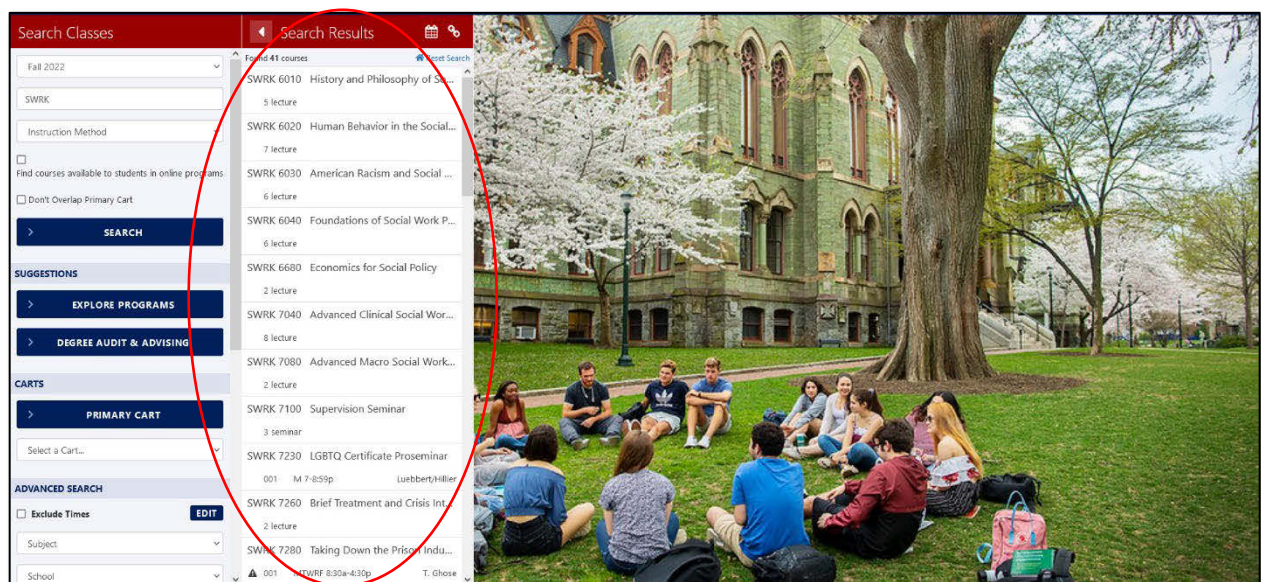 Search Classes
Fall 2022
SWRK
Instruction Method
Find courses available to students in online programs
Don't Overlap Primary Cart
SEARCH
SUGGESTIONS
EXPLORE PROGRAMS
DEGREE AUDIT & ADVISING
CARTS
PRIMARY CART
Select a Cart...
ADVANCED SEARCH
Exclude Times EDIT
Subject
School
Search Results
Found 41 courses Reset Search
SWRK 6010 History and Philosophy of So...
5 lecture
SWRK 6020 Human Behavior in the Social...
7 lecture
SWRK 6030 American Racism and Social ...
6 lecture
SWRK 6040 Foundations of Social Work P...
6 lecture
SWRK 6680 Economics for Social Policy
2 lecture
SWRK 7040 Advanced Clinical Social Wor...
8 lecture
SWRK 7080 Advanced Macro Social Work...
2 lecture
SWRK 7100 Supervision Seminar
3 seminar
SWRK 7230 LGBTQ Certificate Proseminar
001 M 7-8:59p Luebbert/Hillier
SWRK 7260 Brief Treatment and Crisis Int...
2 lecture
SWRK 7280 Taking Down the Prison Indu...
001 MTWRF 8:30a-4:30p T. Ghose